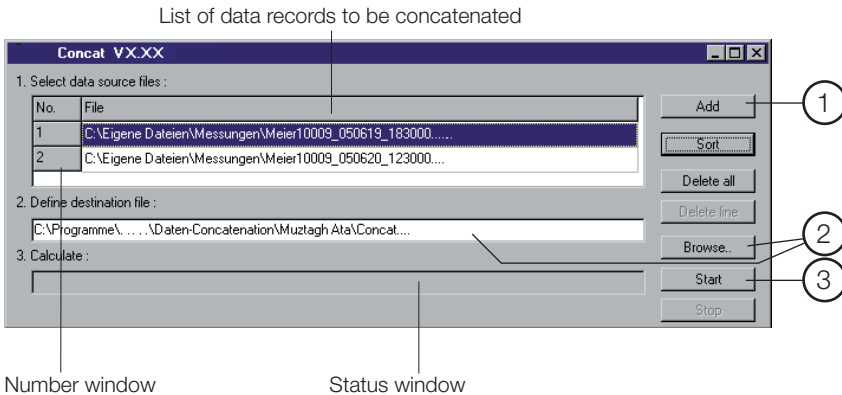 List of data records to be concatenated
Concat VX.XX
1. Select data source files :
No. File
Add
1
1 C:\Eigene Dateien\Messungen\Meier10009_050619_183000......
Sort
2 C:\Eigene Dateien\Messungen\Meier10009_050620_123000....
Delete all
2. Define destination file :
Delete line
C:\Programme\. .. . .\Daten-Concatenation\Muztagh Ata\Concat....
Browse..
2
3. Calculate :
Start
3
Stop
Number window
Status window